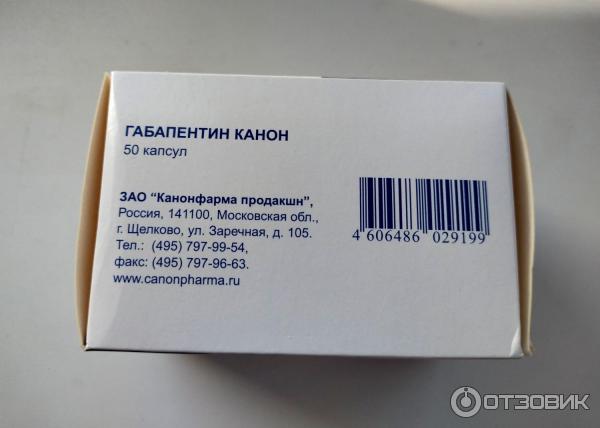 ГАБАПЕНТИН КАНОН
50 капсул
ЗАО "Канонфарма продакшн",
Россия, 141100, Московская обл.,
г. Щелково, ул. Заречная, д. 105.
Тел.: (495) 797-99-54,
факс: (495) 797-96-63.
www.canonpharma.ru
4 606486 029199
ОТЗОВИК